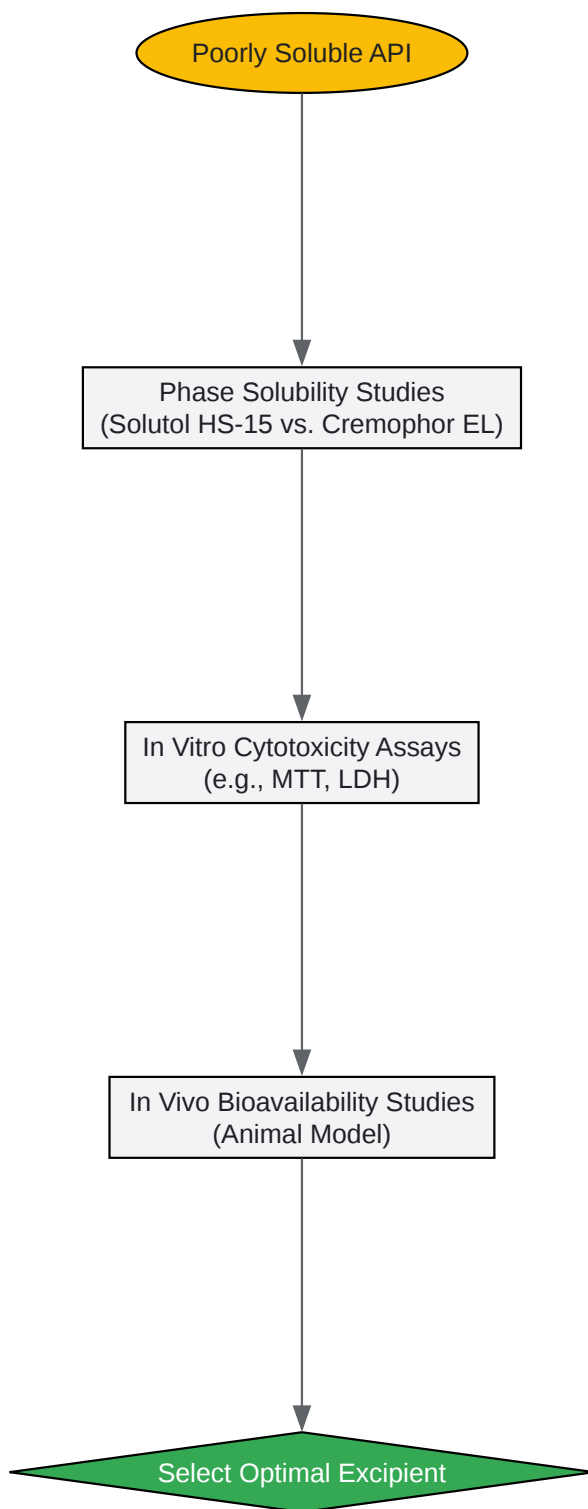 Poorly Soluble API
Phase Solubility Studies
(Solutol HS-15 vs. Cremophor EL)
In Vitro Cytotoxicity Assays
(e.g., MTT, LDH)
In Vivo Bioavailability Studies
(Animal Model)
Select Optimal Excipient